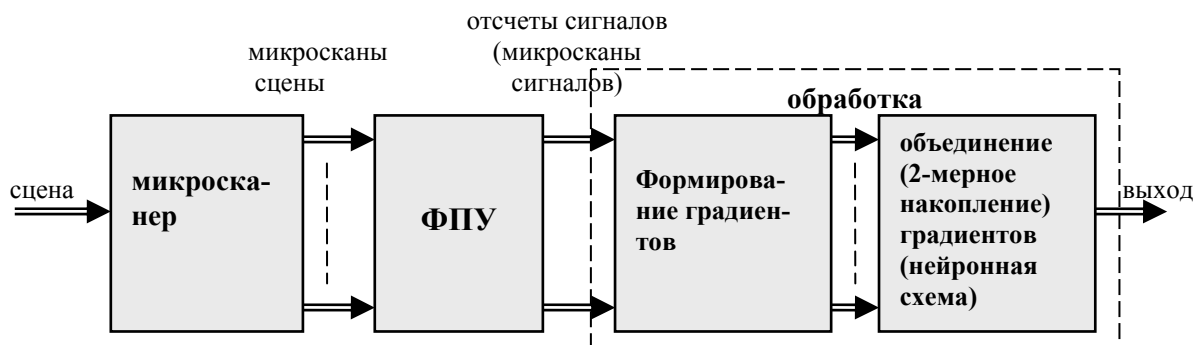 отсчеты сигналов
(микросканы
сигналов)
микросканы
сцены
обработка
сцена
микроска-
нер
ФПУ
Формирова-
ние градиен-
тов
объединение
(2-мерное
накопление)
градиентов
(нейронная
схема)
выход